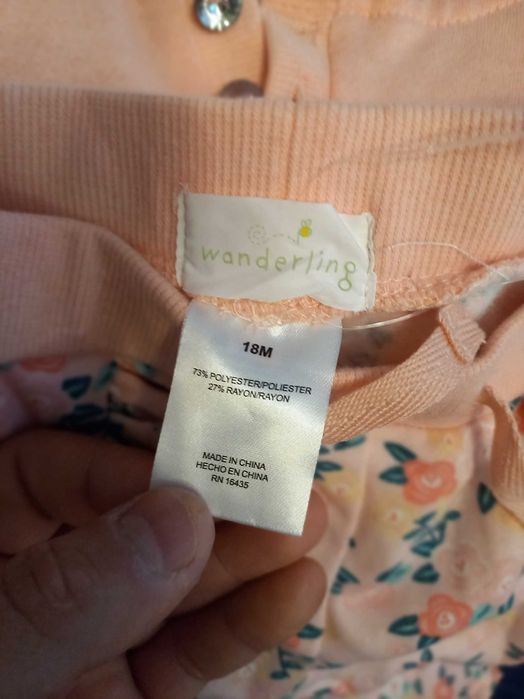 wanderling
18M
73% POLYESTER/POLIESTER
27% RAYON/RAYON
MADE IN CHINA
HECHO EN CHINA
RN 16435